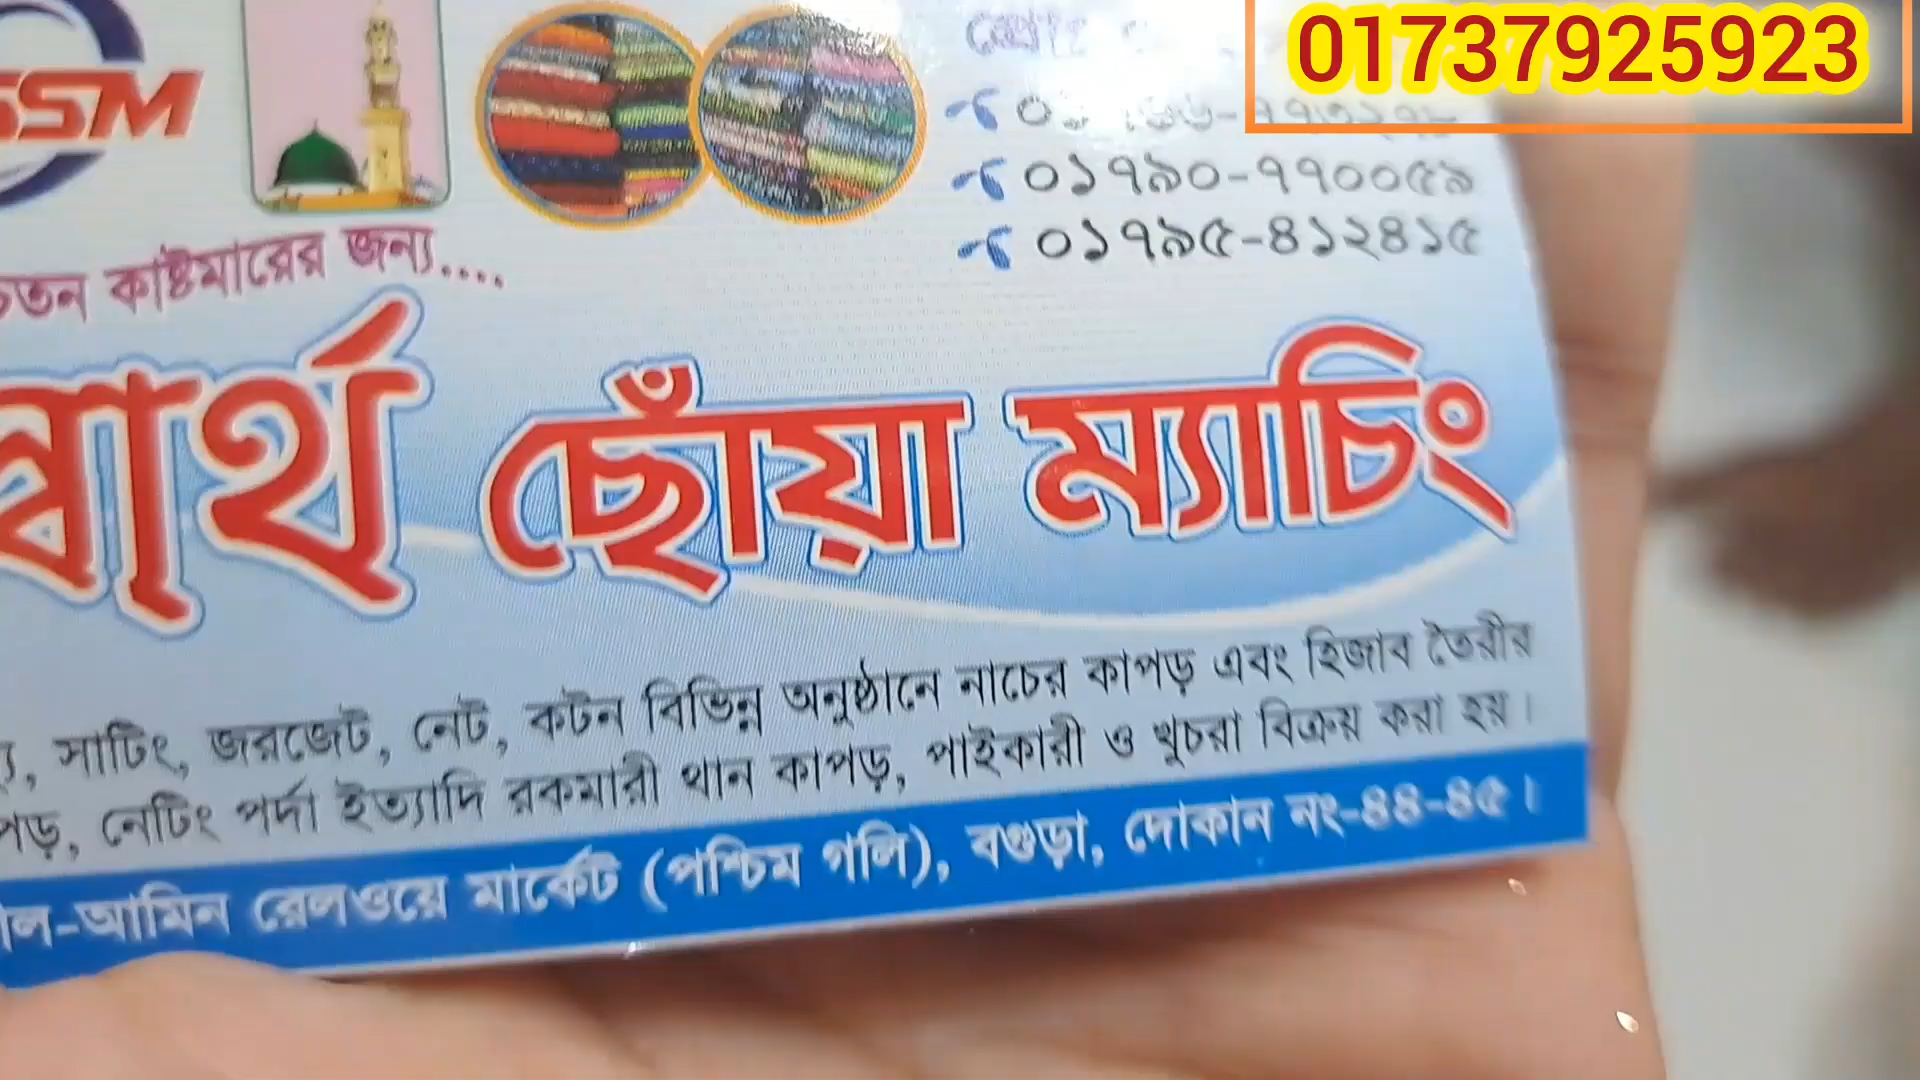 01737925923
SSM
০১৭৯০-৭৭০০৫৯
০১৭৯৫-৪১২৪১৫
কাষ্টমারের জন্য....
স্বার্থ ছোঁয়া ম্যাচিং
সাটিং, জরজেট, নেট, কটন বিভিন্ন অনুষ্ঠানে নাচের কাপড় এবং হিজাব তৈরীর
নেটিং পর্দা ইত্যাদি রকমারী থান কাপড়, পাইকারী ও খুচরা বিক্রয় করা হয়।
আল-আমিন রেলওয়ে মার্কেট (পশ্চিম গলি), বগুড়া, দোকান নং-৪৪-৪৫।